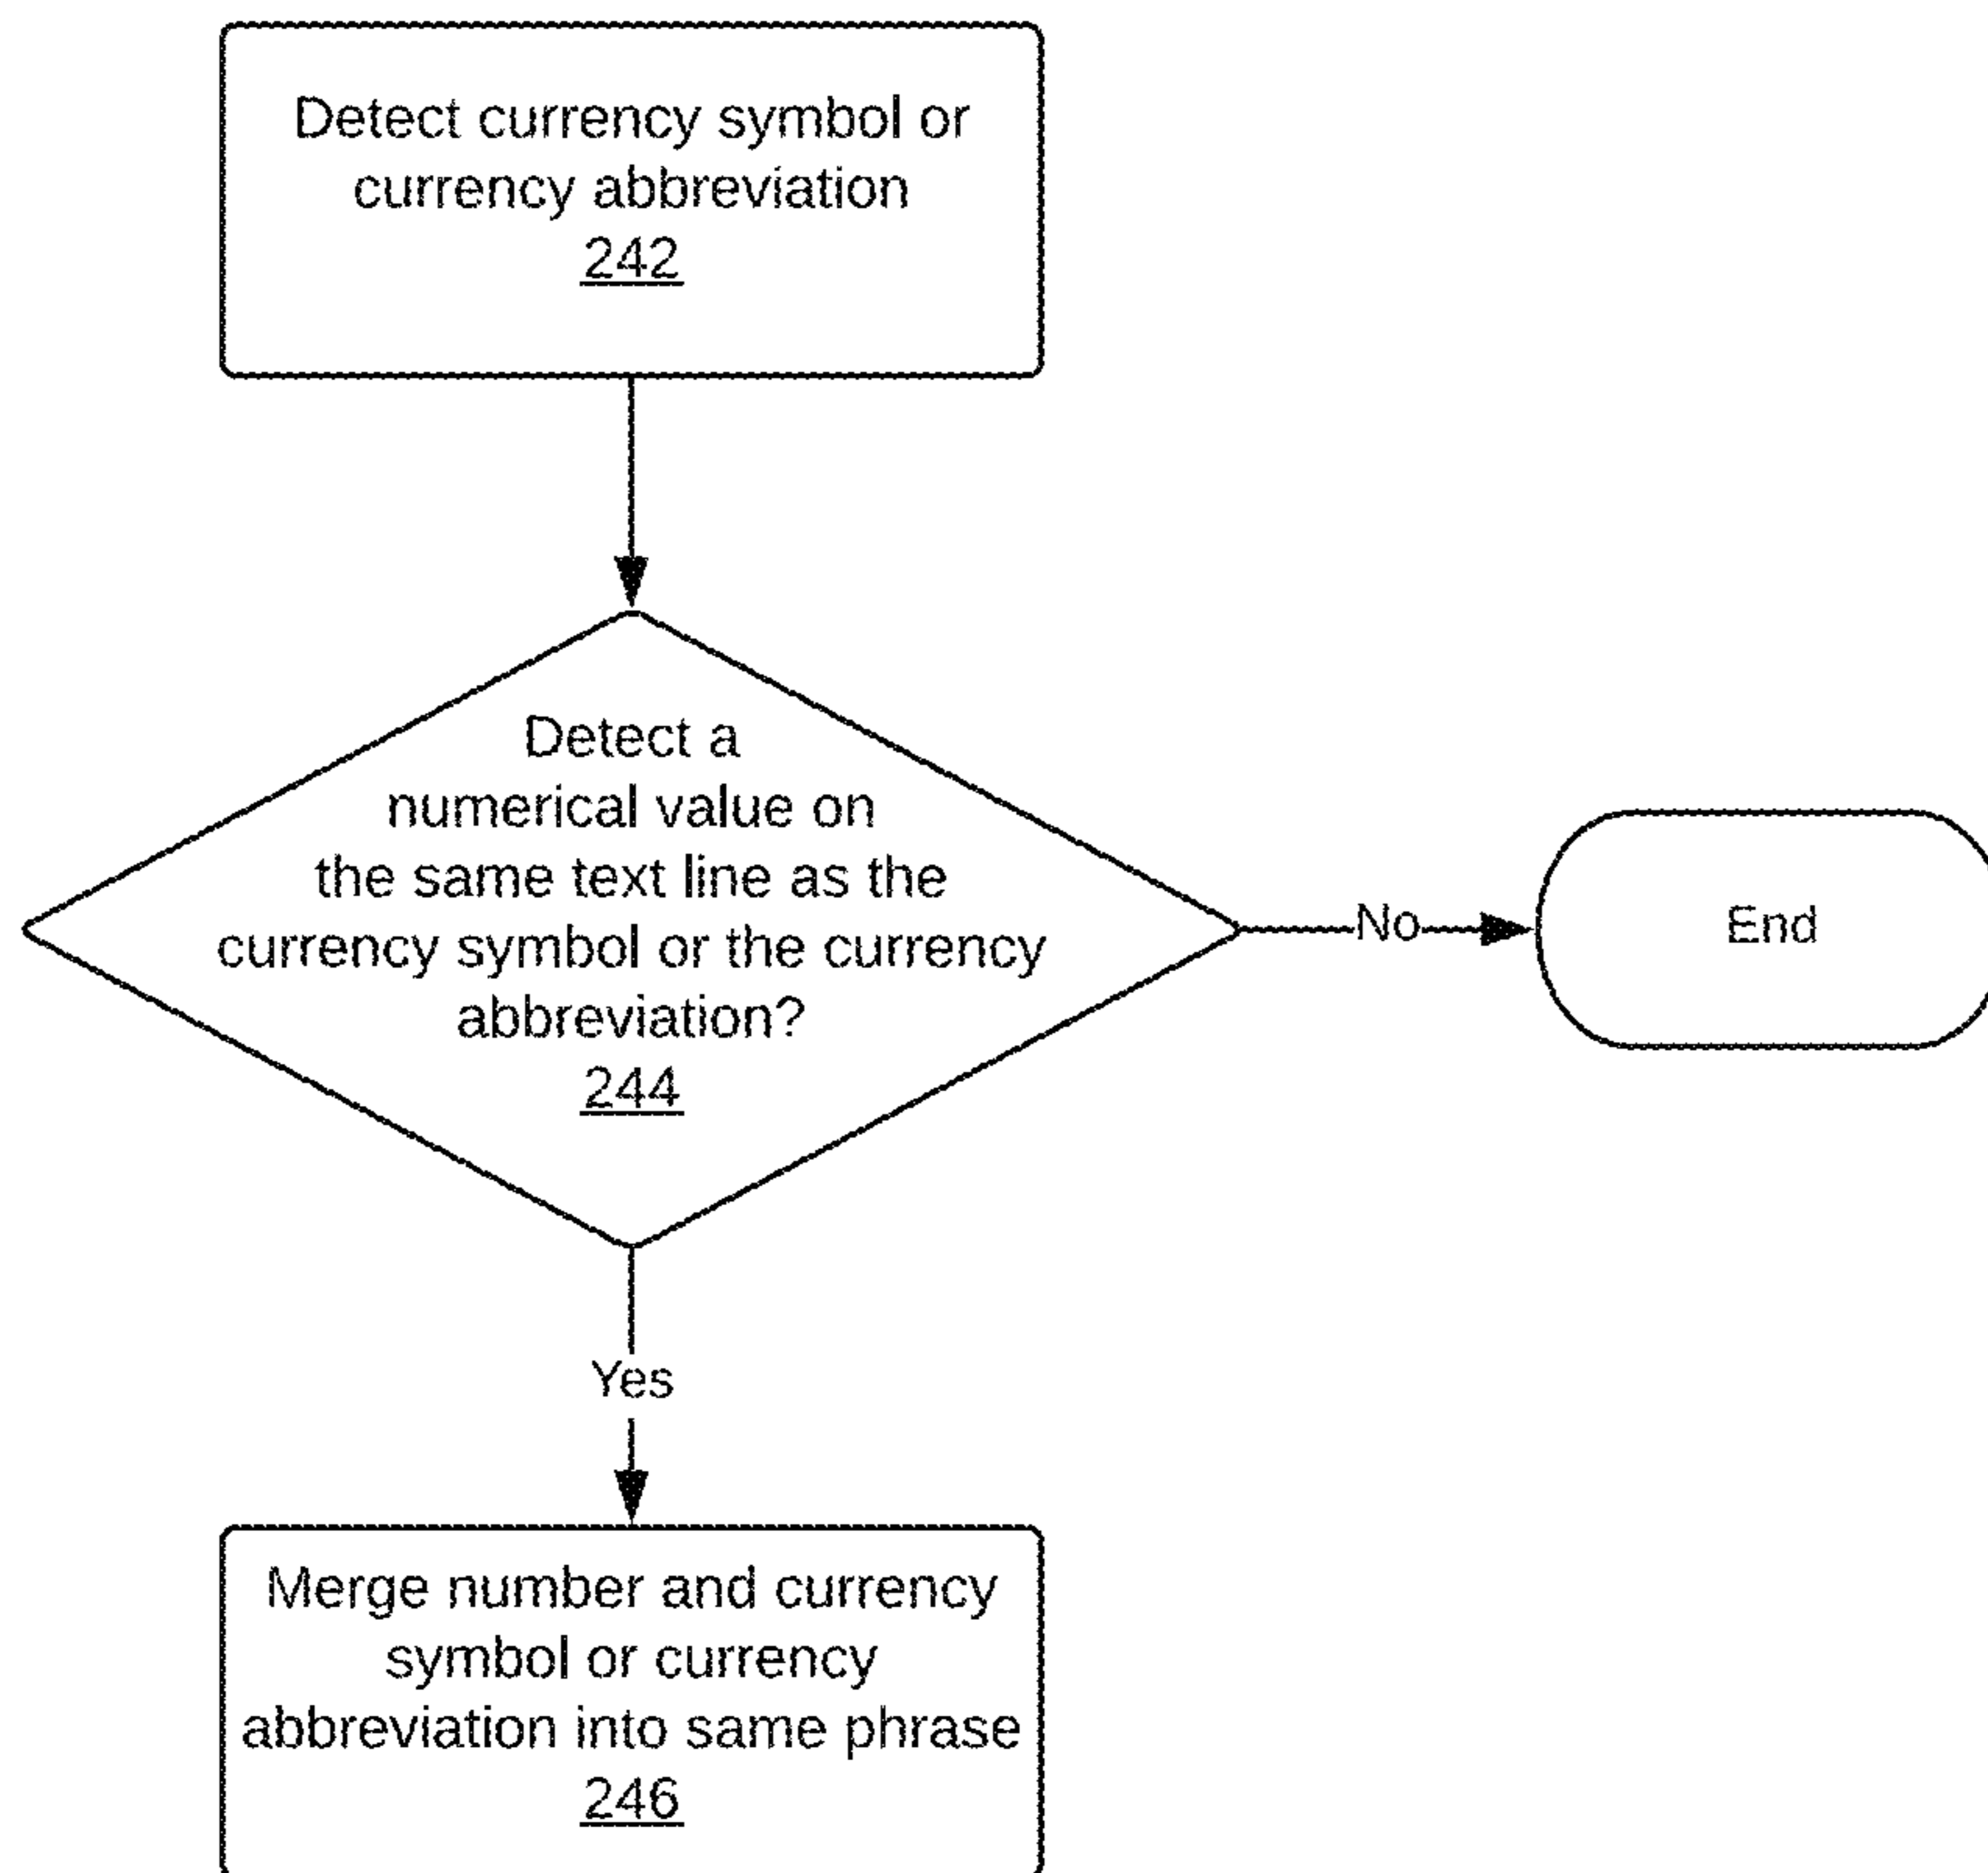 Detect currency symbol or
currency abbreviation
242
Detect a
numerical value on
the same text line as the
currency symbol or the currency
abbreviation?
244
No
End
Yes
Merge number and currency
symbol or currency
abbreviation into same phrase
246